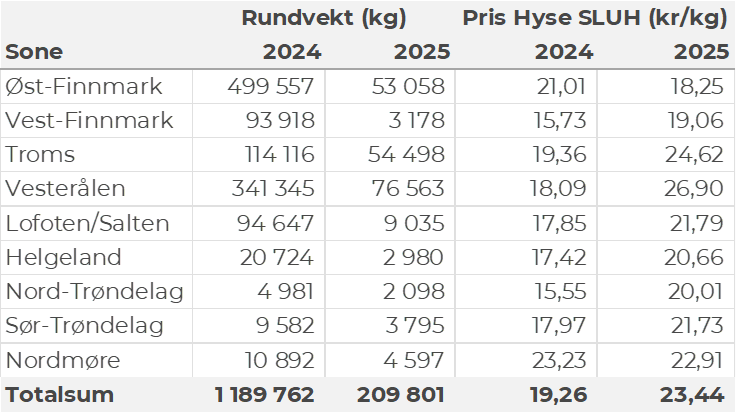 Rundvekt (kg) Pris Hyse SLUH (kr/kg)
Sone 2024 2025 2024 2025
Øst-Finnmark 499 557 53 058 21,01 18,25
Vest-Finnmark 93 918 3 178 15,73 19,06
Troms 114 116 54 498 19,36 24,62
Vesterålen 341 345 76 563 18,09 26,90
Lofoten/Salten 94 647 9 035 17,85 21,79
Helgeland 20 724 2 980 17,42 20,66
Nord-Trøndelag 4 981 2 098 15,55 20,01
Sør-Trøndelag 9 582 3 795 17,97 21,73
Nordmøre 10 892 4 597 23,23 22,91
Totalsum 1 189 762 209 801 19,26 23,44